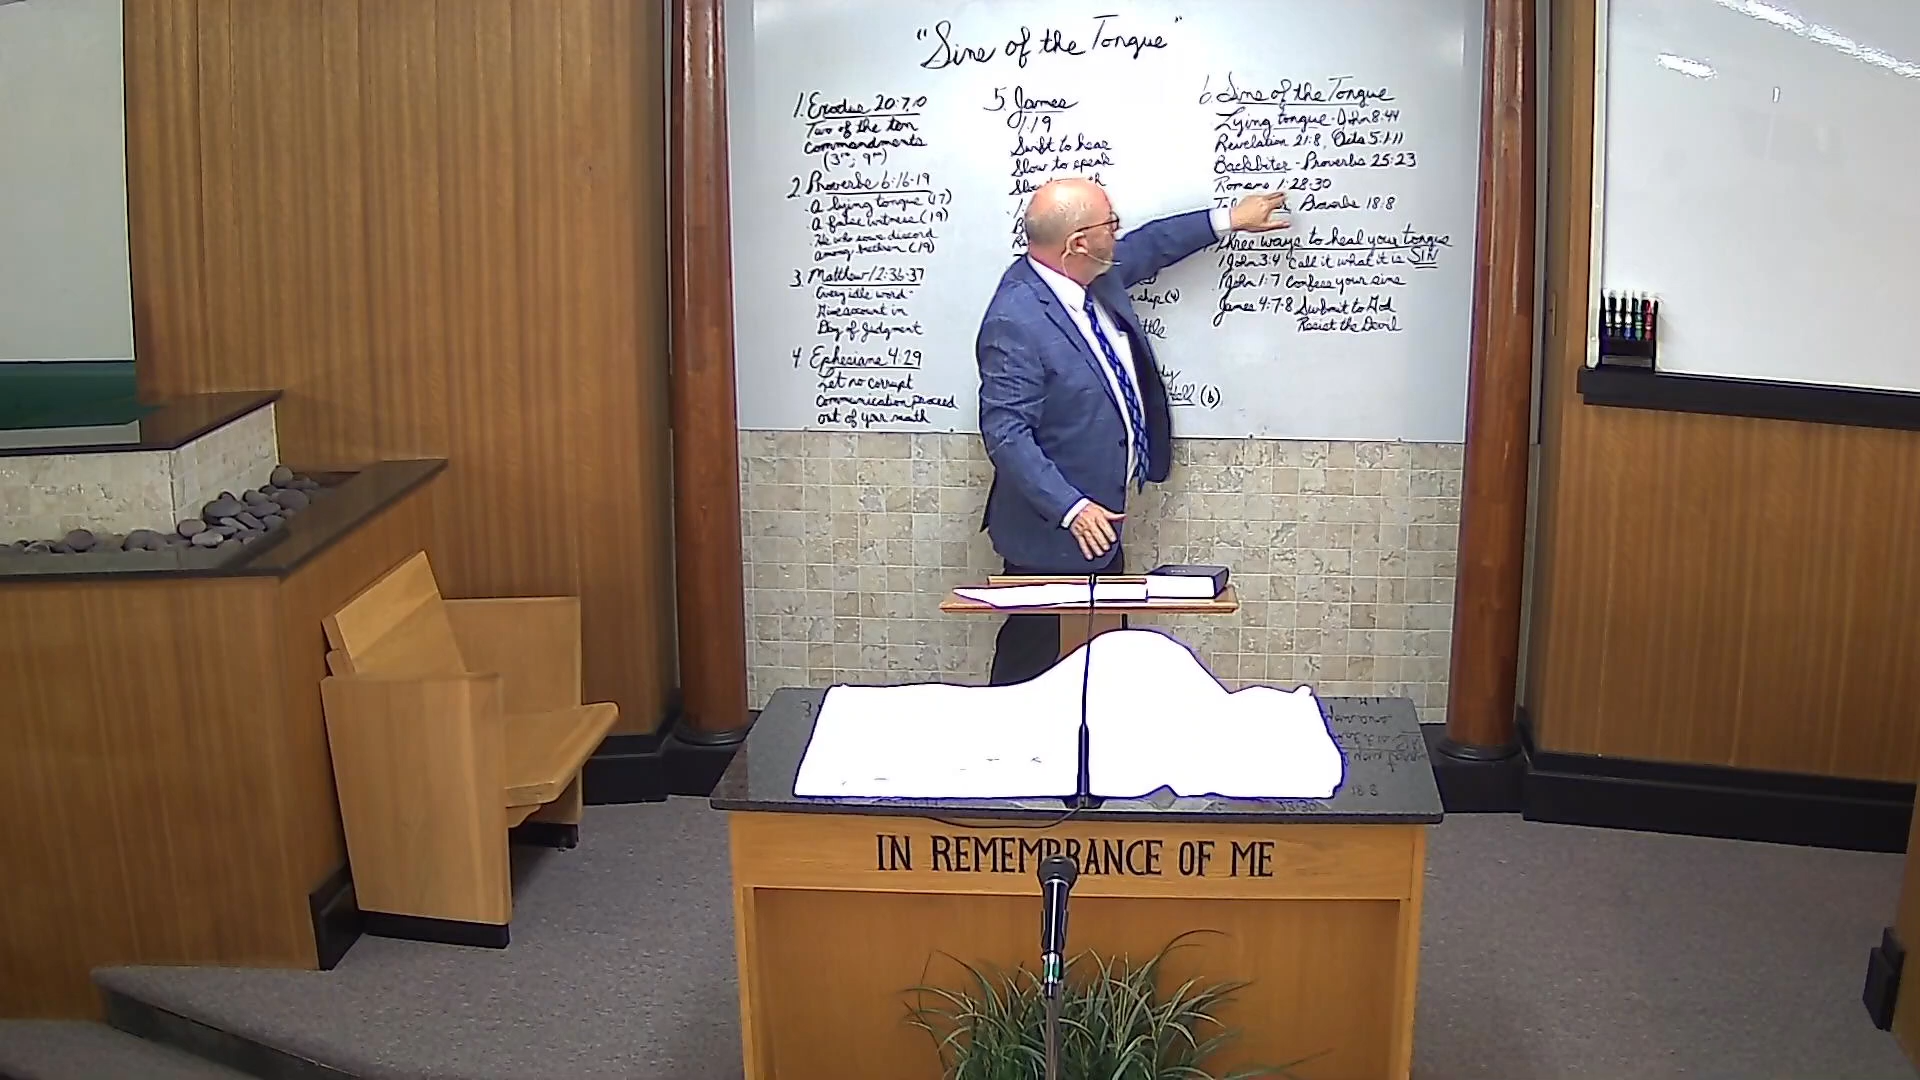 "Sins of the Tongue"
1. Exodus 20:7,10
Two of the ten
commandments
(3rd, 9th)
2. Proverbs 6:16-19
A lying tongue (17)
A false witness (19)
He who sows discord
among brethren (19)
3. Matthew 12:36-37
Every idle word-
Give account in
Day of Judgment
4. Ephesians 4:29
Let no corrupt
Communication proceed
out of your mouth
5. James
1:19
Swift to hear
Slow to speak
Slow
(4)
(6)
6. Sins of the Tongue
Lying tongue - John 8:44
Revelation 21:8, Acts 5:1-11
Backbiter - Proverbs 25:23
Romans 1:28-30
Proverbs 18:8
Three ways to heal your tongue
1 John 3:4 Call it what it is SIN
1 John 1:7 Confess your sins
James 4:7-8 Submit to God
Resist the Devil
IN REMEMBRANCE OF ME